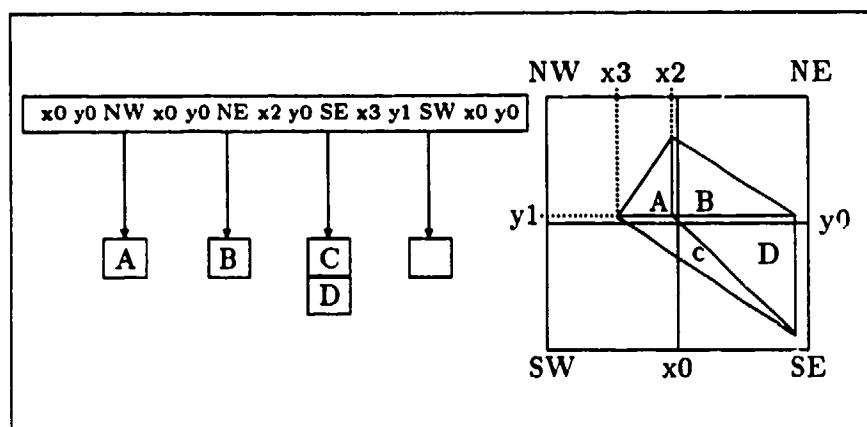 NW x3 x2 NE
x0 y0 NW x0 y0 NE x2 y0 SE x3 y1 SW x0 y0
A B
y1 y0
A B C c D
D
SW x0 SE